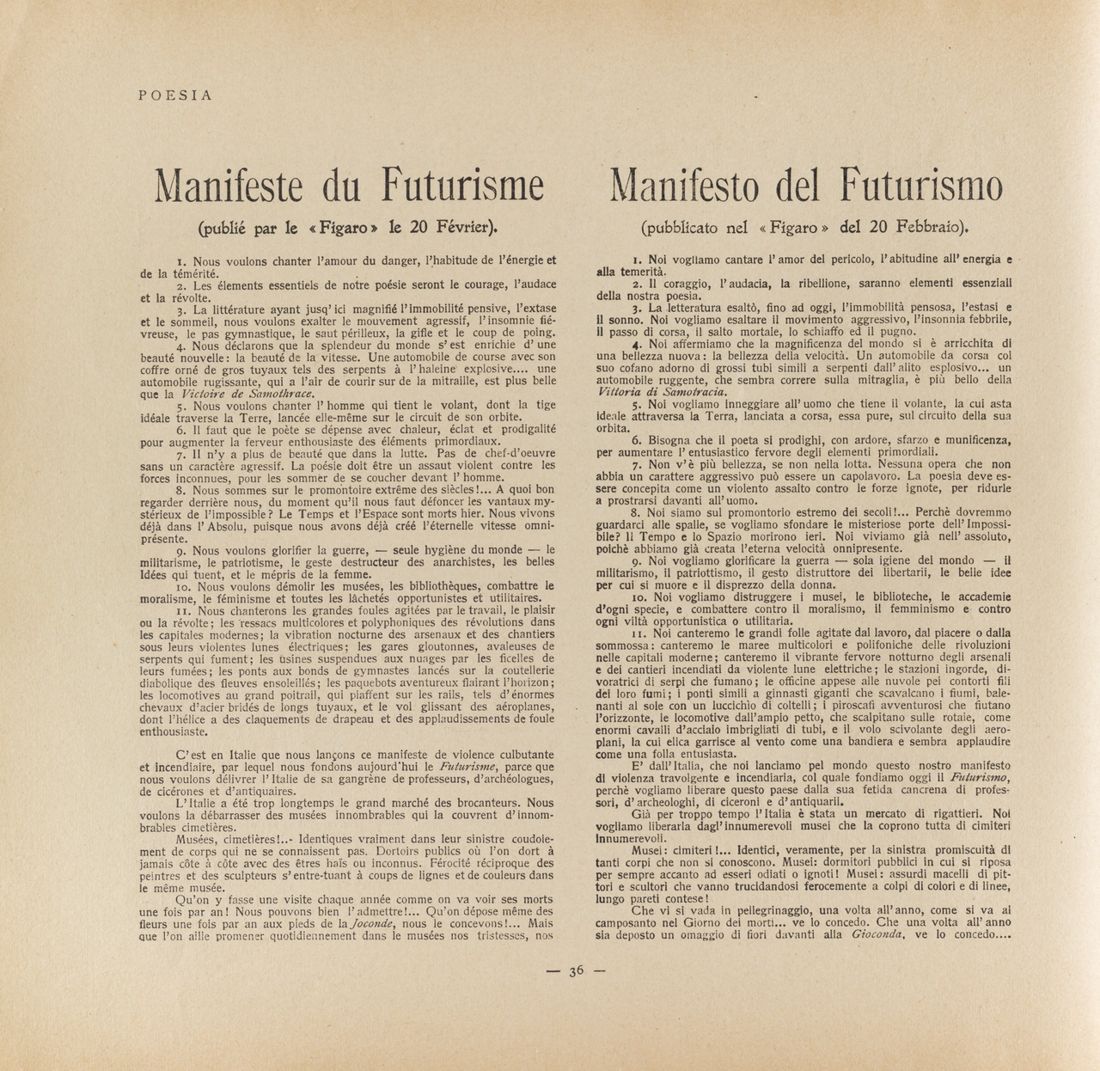 POESIA
Manifeste du Futurisme
(publié par le « Figaro » le 20 Février).
1. Nous voulons chanter l'amour du danger, l'habitude de l'énergie et
de la témérité.
2. Les élements essentiels de notre poésie seront le courage, l'audace
et la révolte.
3. La littérature ayant jusq' ici magnifié l'immobilité pensive, l'extase
et le sommeil, nous voulons exalter le mouvement agressif, l'insomnie fié-
vreuse, le pas gymnastique, le saut périlleux, la gifle et le coup de poing.
4. Nous déclarons que la splendeur du monde s'est enrichie d'une
beauté nouvelle: la beauté de la vitesse. Une automobile de course avec son
coffre orné de gros tuyaux tels des serpents à l'haleine explosive.... une
automobile rugissante, qui a l'air de courir sur de la mitraille, est plus belle
que la Victoire de Samothrace.
5. Nous voulons chanter l'homme qui tient le volant, dont la tige
idéale traverse la Terre, lancée elle-même sur le circuit de son orbite.
6. Il faut que le poète se dépense avec chaleur, éclat et prodigalité
pour augmenter la ferveur enthousiaste des éléments primordiaux.
7. Il n'y a plus de beauté que dans la lutte. Pas de chef-d'oeuvre
sans un caractère agressif. La poésie doit être un assaut violent contre les
forces inconnues, pour les sommer de se coucher devant l'homme.
8. Nous sommes sur le promontoire extrême des siècles!... A quoi bon
regarder derrière nous, du moment qu'il nous faut défoncer les vantaux my-
stérieux de l'impossible? Le Temps et l'Espace sont morts hier. Nous vivons
déjà dans l'Absolu, puisque nous avons déjà créé l'éternelle vitesse omni-
présente.
9. Nous voulons glorifier la guerre, — seule hygiène du monde — le
militarisme, le patriotisme, le geste destructeur des anarchistes, les belles
Idées qui tuent, et le mépris de la femme.
10. Nous voulons démolir les musées, les bibliothèques, combattre le
moralisme, le féminisme et toutes les lâchetés opportunistes et utilitaires.
11. Nous chanterons les grandes foules agitées par le travail, le plaisir
ou la révolte; les ressacs multicolores et polyphoniques des révolutions dans
les capitales modernes; la vibration nocturne des arsenaux et des chantiers
sous leurs violentes lunes électriques; les gares gloutonnes, avaleuses de
serpents qui fument; les usines suspendues aux nuages par les ficelles de
leurs fumées; les ponts aux bonds de gymnastes lancés sur la coutellerie
diabolique des fleuves ensoleillés; les paquebots aventureux flairant l'horizon;
les locomotives au grand poitrail, qui piaffent sur les rails, tels d'énormes
chevaux d'acier bridés de longs tuyaux, et le vol glissant des aéroplanes,
dont l'hélice a des claquements de drapeau et des applaudissements de foule
enthousiaste.
C'est en Italie que nous lançons ce manifeste de violence culbutante
et incendiaire, par lequel nous fondons aujourd'hui le Futurisme, parce que
nous voulons délivrer l'Italie de sa gangrène de professeurs, d'archéologues,
de cicérones et d'antiquaires.
L'Italie a été trop longtemps le grand marché des brocanteurs. Nous
voulons la débarrasser des musées innombrables qui la couvrent d'innom-
brables cimetières.
Musées, cimetières!..- Identiques vraiment dans leur sinistre coudoie-
ment de corps qui ne se connaissent pas. Dortoirs publics où l'on dort à
jamais côte à côte avec des êtres haïs ou inconnus. Férocité réciproque des
peintres et des sculpteurs s'entre-tuant à coups de lignes et de couleurs dans
le même musée.
Qu'on y fasse une visite chaque année comme on va voir ses morts
une fois par an! Nous pouvons bien l'admettre!... Qu'on dépose même des
fleurs une fois par an aux pieds de la Joconde, nous le concevons!... Mais
que l'on aille promener quotidiennement dans le musées nos tristesses, nos
Manifesto del Futurismo
(pubblicato nel « Figaro » del 20 Febbraio).
1. Noi vogliamo cantare l'amor del pericolo, l'abitudine all'energia e
alla temerità.
2. Il coraggio, l'audacia, la ribellione, saranno elementi essenziali
della nostra poesia.
3. La letteratura esaltò, fino ad oggi, l'immobilità pensosa, l'estasi e
il sonno. Noi vogliamo esaltare il movimento aggressivo, l'insonnia febbrile,
il passo di corsa, il salto mortale, lo schiaffo ed il pugno.
4. Noi affermiamo che la magnificenza del mondo si è arricchita di
una bellezza nuova: la bellezza della velocità. Un automobile da corsa col
suo cofano adorno di grossi tubi simili a serpenti dall'alito esplosivo... un
automobile ruggente, che sembra correre sulla mitraglia, è più bello della
Vittoria di Samotracia.
5. Noi vogliamo inneggiare all'uomo che tiene il volante, la cui asta
ideale attraversa la Terra, lanciata a corsa, essa pure, sul circuito della sua
orbita.
6. Bisogna che il poeta si prodighi, con ardore, sfarzo e munificenza,
per aumentare l'entusiastico fervore degli elementi primordiali.
7. Non v'è più bellezza, se non nella lotta. Nessuna opera che non
abbia un carattere aggressivo può essere un capolavoro. La poesia deve es-
sere concepita come un violento assalto contro le forze ignote, per ridurle
a prostrarsi davanti all'uomo.
8. Noi siamo sul promontorio estremo dei secoli!... Perchè dovremmo
guardarci alle spalle, se vogliamo sfondare le misteriose porte dell'Impossi-
bile? Il Tempo e lo Spazio morirono ieri. Noi viviamo già nell'assoluto,
poichè abbiamo già creata l'eterna velocità onnipresente.
9. Noi vogliamo glorificare la guerra — sola igiene del mondo — il
militarismo, il patriottismo, il gesto distruttore dei libertarii, le belle idee
per cui si muore e il disprezzo della donna.
10. Noi vogliamo distruggere i musei, le biblioteche, le accademie
d'ogni specie, e combattere contro il moralismo, il femminismo e contro
ogni viltà opportunistica o utilitaria.
11. Noi canteremo le grandi folle agitate dal lavoro, dal piacere o dalla
sommossa: canteremo le maree multicolori e polifoniche delle rivoluzioni
nelle capitali moderne; canteremo il vibrante fervore notturno degli arsenali
e dei cantieri incendiati da violente lune elettriche; le stazioni ingorde, di-
voratrici di serpi che fumano; le officine appese alle nuvole pei contorti fili
dei loro fumi; i ponti simili a ginnasti giganti che scavalcano i fiumi, bale-
nanti al sole con un luccichio di coltelli; i piroscafi avventurosi che fiutano
l'orizzonte, le locomotive dall'ampio petto, che scalpitano sulle rotaie, come
enormi cavalli d'acciaio imbrigliati di tubi, e il volo scivolante degli aero-
plani, la cui elica garrisce al vento come una bandiera e sembra applaudire
come una folla entusiasta.
E' dall'Italia, che noi lanciamo pel mondo questo nostro manifesto
di violenza travolgente e incendiaria, col quale fondiamo oggi il Futurismo,
perchè vogliamo liberare questo paese dalla sua fetida cancrena di profes-
sori, d'archeologhi, di ciceroni e d'antiquarii.
Già per troppo tempo l'Italia è stata un mercato di rigattieri. Noi
vogliamo liberarla dagl'innumerevoli musei che la coprono tutta di cimiteri
innumerevoli.
Musei: cimiteri!... Identici, veramente, per la sinistra promiscuità di
tanti corpi che non si conoscono. Musei: dormitori pubblici in cui si riposa
per sempre accanto ad esseri odiati o ignoti! Musei: assurdi macelli di pit-
tori e scultori che vanno trucidandosi ferocemente a colpi di colori e di linee,
lungo pareti contese!
Che vi si vada in pellegrinaggio, una volta all'anno, come si va al
camposanto nel Giorno dei morti... ve lo concedo. Che una volta all'anno
sia deposto un omaggio di fiori davanti alla Gioconda, ve lo concedo....
— 36 —